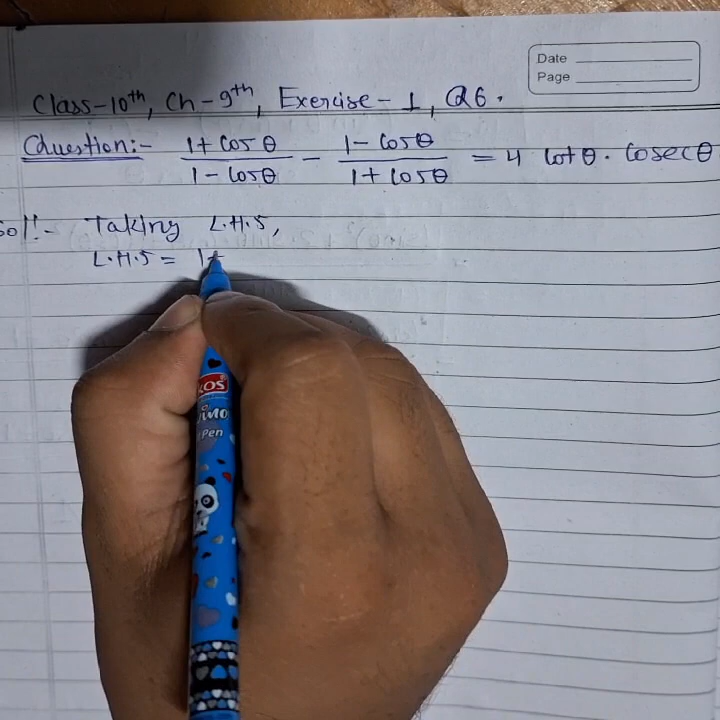 Date
Page
Class-10th, Ch-9th, Exercise-1, Q6.
Question:- (1+cosθ)/(1-cosθ) - (1-cosθ)/(1+cosθ) = 4 cotθ. cosecθ
Sol!:- Taking L.H.S,
L.H.S = 1+
Pen